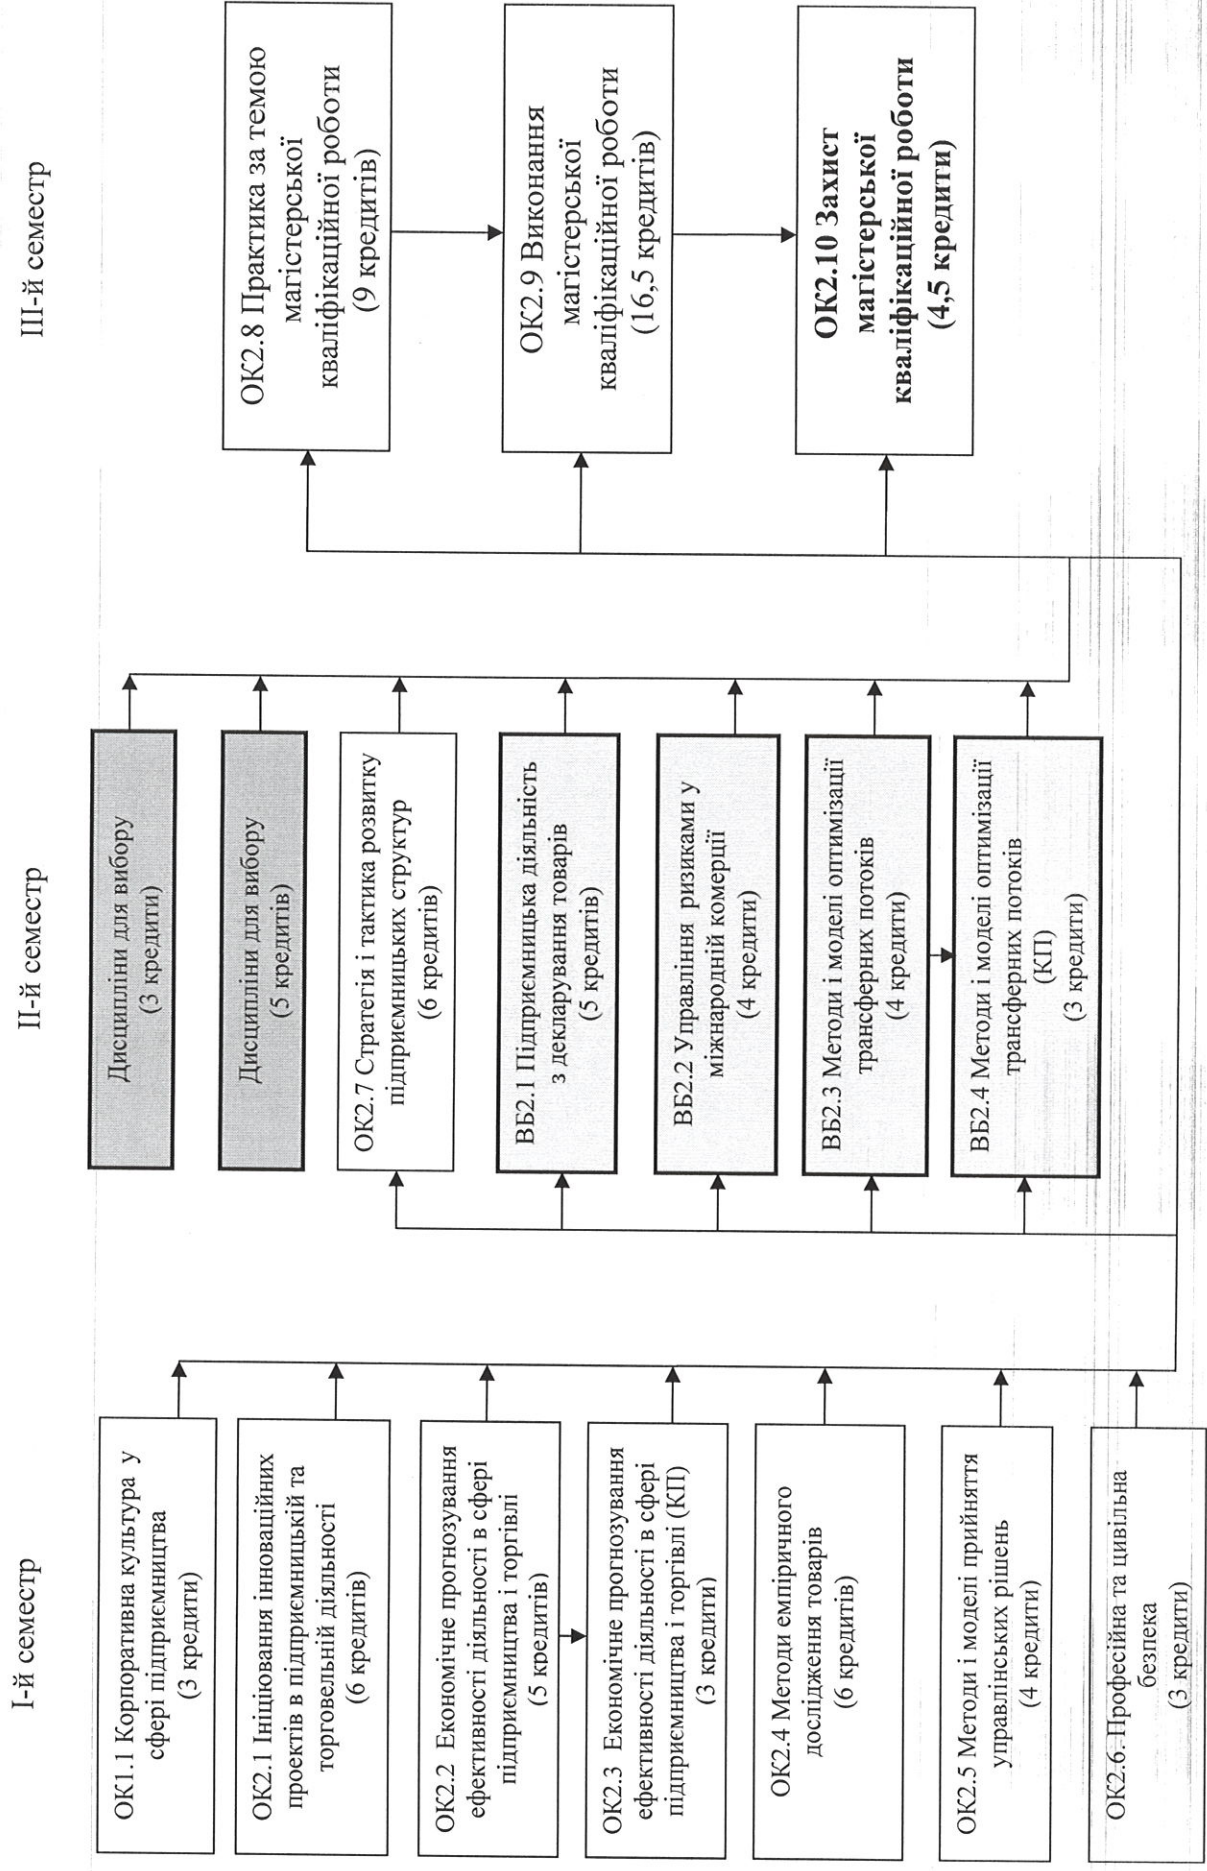 І-й семестр
ОК1.1 Корпоративна культура у
сфері підприємництва
(3 кредити)
ОК2.1 Ініціювання інноваційних
проектів в підприємницькій та
торговельній діяльності
(6 кредитів)
ОК2.2 Економічне прогнозування
ефективності діяльності в сфері
підприємництва і торгівлі
(5 кредитів)
ОК2.3 Економічне прогнозування
ефективності діяльності в сфері
підприємництва і торгівлі (КП)
(3 кредити)
ОК2.4 Методи емпіричного
дослідження товарів
(6 кредитів)
ОК2.5 Методи і моделі прийняття
управлінських рішень
(4 кредити)
ОК2.6. Професійна та цивільна
безпека
(3 кредити)
ІІ-й семестр
Дисципліни для вибору
(3 кредити)
Дисципліни для вибору
(5 кредитів)
ОК2.7 Стратегія і тактика розвитку
підприємницьких структур
(6 кредитів)
ВБ2.1 Підприємницька діяльність
з декларування товарів
(5 кредитів)
ВБ2.2 Управління ризиками у
міжнародній комерції
(4 кредити)
ВБ2.3 Методи і моделі оптимізації
трансферних потоків
(4 кредити)
ВБ2.4 Методи і моделі оптимізації
трансферних потоків
(КП)
(3 кредити)
ІІІ-й семестр
ОК2.8 Практика за темою
магістерської
кваліфікаційної роботи
(9 кредитів)
ОК2.9 Виконання
магістерської
кваліфікаційної роботи
(16,5 кредитів)
ОК2.10 Захист
магістерської
кваліфікаційної роботи
(4,5 кредити)